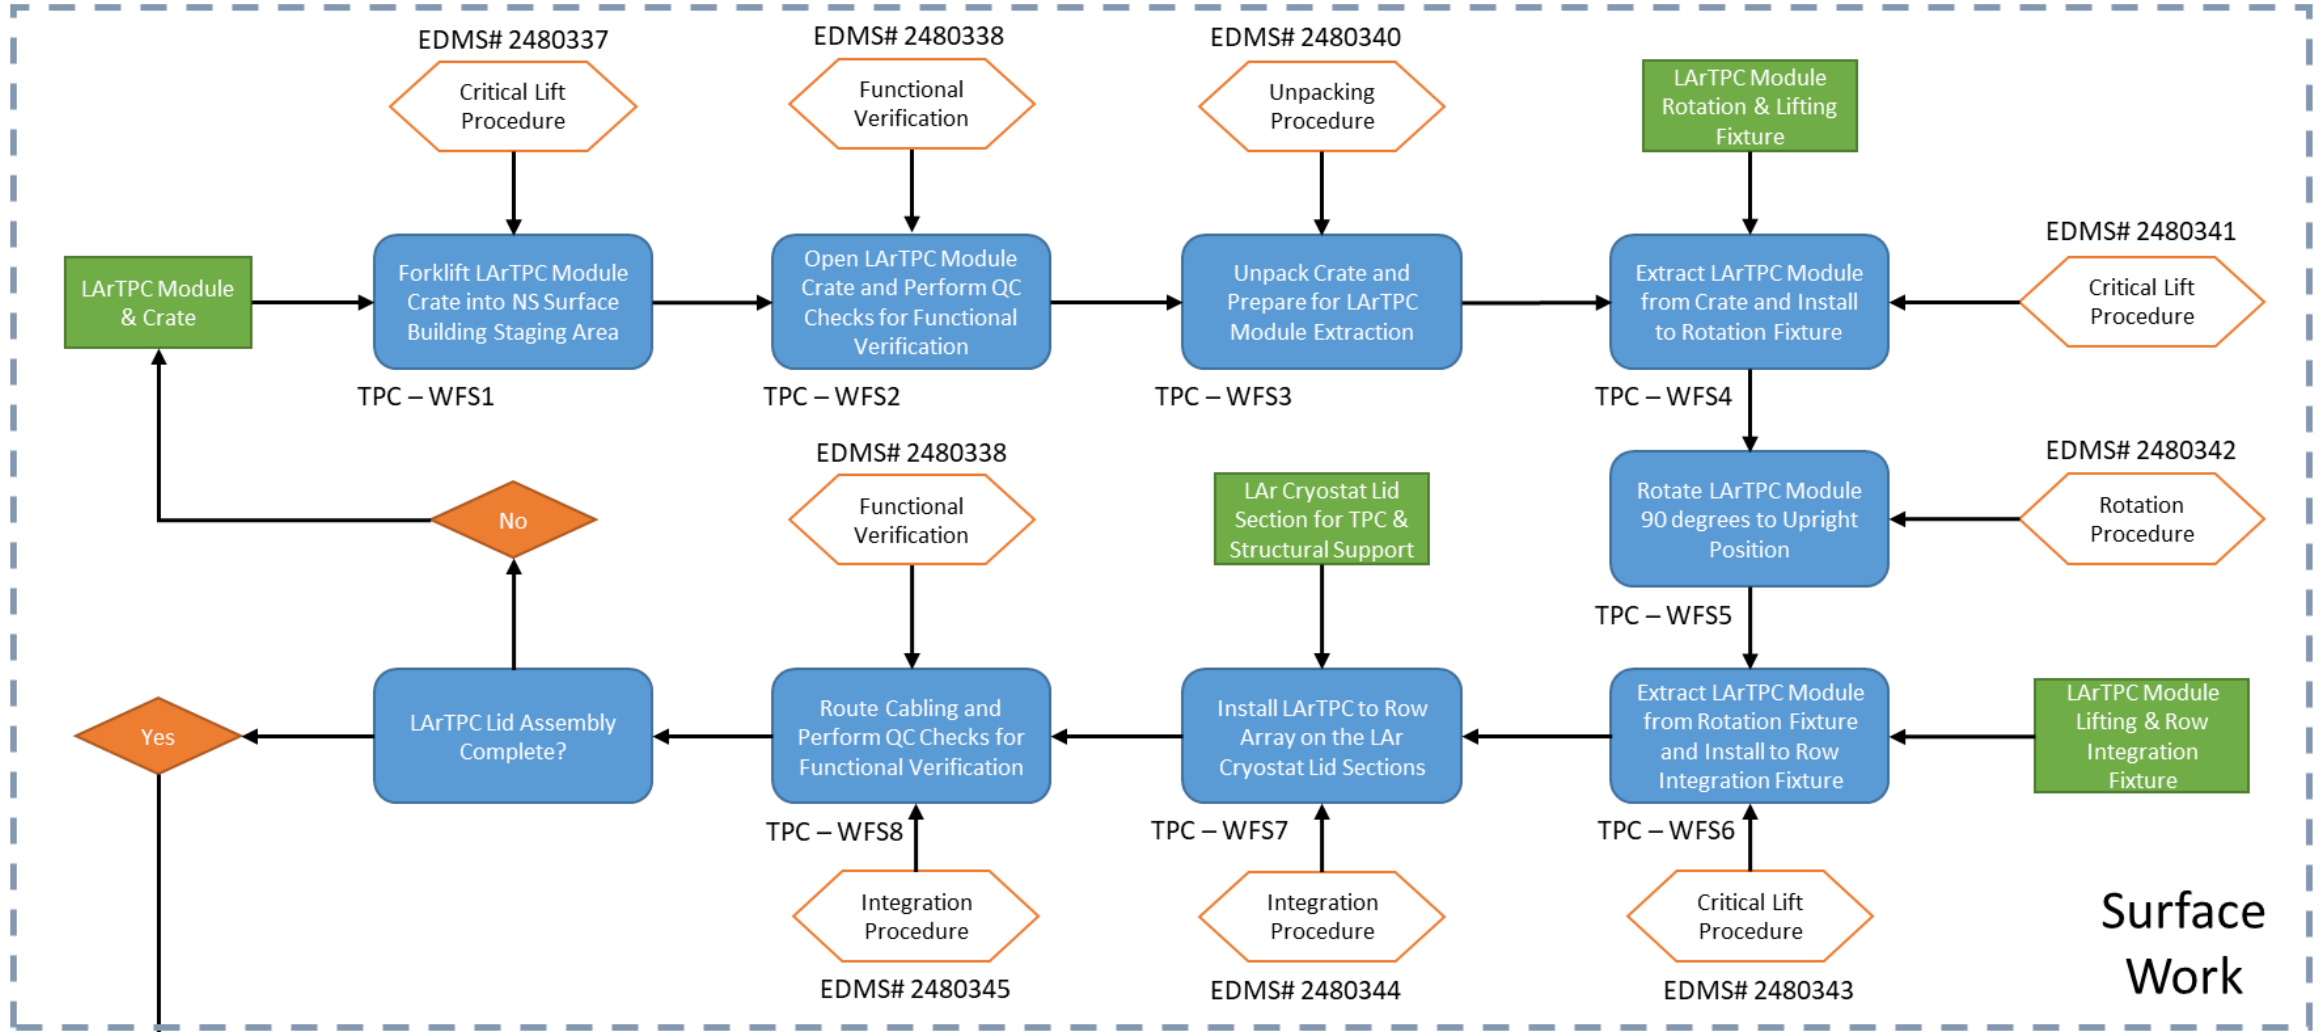 EDMS# 2480337
Critical Lift
Procedure
EDMS# 2480338
Functional
Verification
EDMS# 2480340
Unpacking
Procedure
LArTPC Module
Rotation & Lifting
Fixture
LArTPC Module
& Crate
Forklift LArTPC Module
Crate into NS Surface
Building Staging Area
TPC – WFS1
Open LArTPC Module
Crate and Perform QC
Checks for Functional
Verification
TPC – WFS2
Unpack Crate and
Prepare for LArTPC
Module Extraction
TPC – WFS3
Extract LArTPC Module
from Crate and Install
to Rotation Fixture
TPC – WFS4
EDMS# 2480341
Critical Lift
Procedure
Rotate LArTPC Module
90 degrees to Upright
Position
TPC – WFS5
EDMS# 2480342
Rotation
Procedure
Extract LArTPC Module
from Rotation Fixture
and Install to Row
Integration Fixture
TPC – WFS6
LArTPC Module
Lifting & Row
Integration
Fixture
Critical Lift
Procedure
EDMS# 2480343
LAr Cryostat Lid
Section for TPC &
Structural Support
Install LArTPC to Row
Array on the LAr
Cryostat Lid Sections
TPC – WFS7
Integration
Procedure
EDMS# 2480344
EDMS# 2480338
Functional
Verification
Route Cabling and
Perform QC Checks for
Functional Verification
TPC – WFS8
Integration
Procedure
EDMS# 2480345
LArTPC Lid Assembly
Complete?
No
Yes
Surface
Work